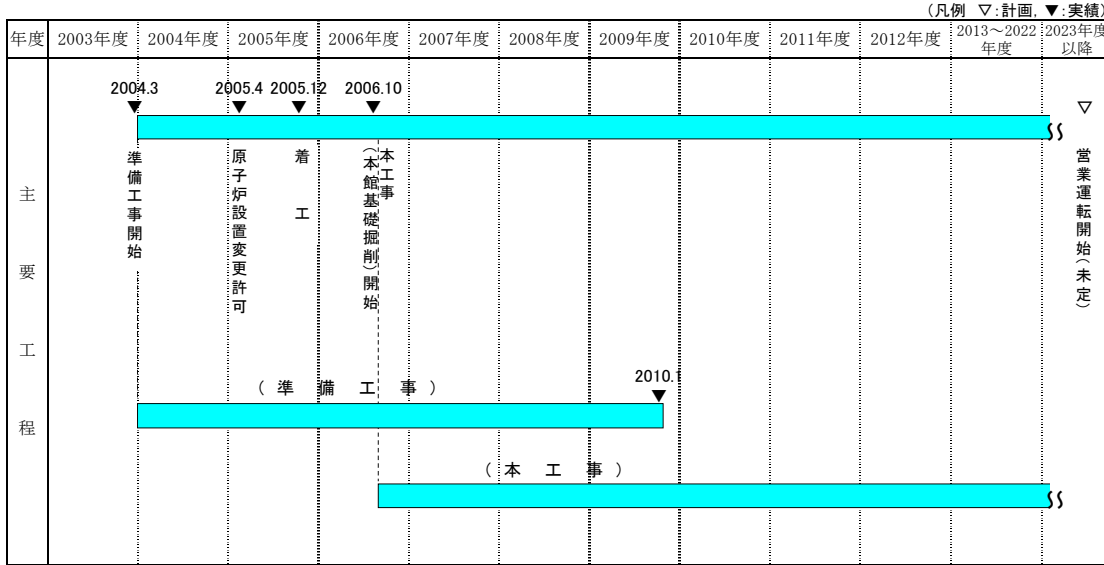 (凡例 ▽:計画, ▼:実績)
年度 2003年度 2004年度 2005年度 2006年度 2007年度 2008年度 2009年度 2010年度 2011年度 2012年度 2013～2022年度 2023年度以降
主要工程
2004.3 2005.4 2005.12 2006.10
準備工事開始
原子炉設置変更許可
着工
本工事
(本館基礎掘削)開始
営業運転開始(未定)
(準備工事)
2010.1
(本工事)